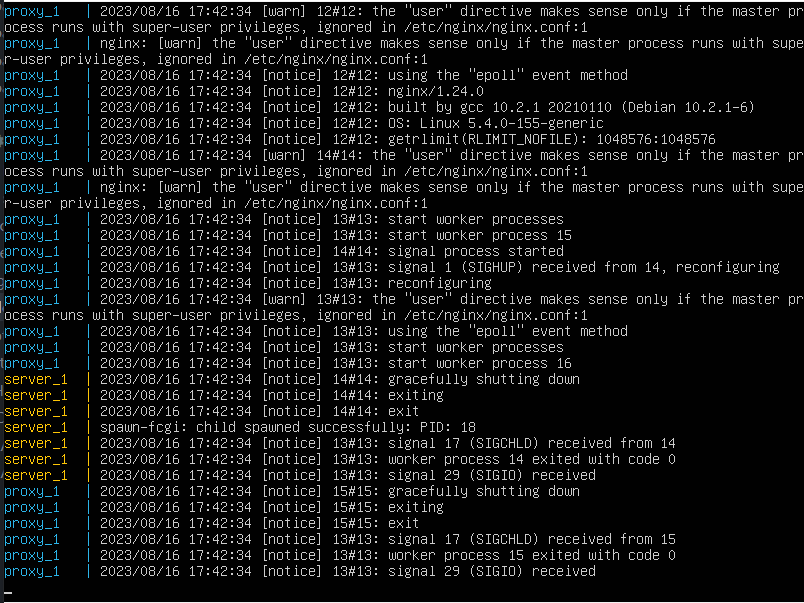 proxy_1   | 2023/08/16 17:42:34 [warn] 12#12: the "user" directive makes sense only if the master pr
ocess runs with super-user privileges, ignored in /etc/nginx/nginx.conf:1
proxy_1   | nginx: [warn] the "user" directive makes sense only if the master process runs with supe
r-user privileges, ignored in /etc/nginx/nginx.conf:1
proxy_1   | 2023/08/16 17:42:34 [notice] 12#12: using the "epoll" event method
proxy_1   | 2023/08/16 17:42:34 [notice] 12#12: nginx/1.24.0
proxy_1   | 2023/08/16 17:42:34 [notice] 12#12: built by gcc 10.2.1 20210110 (Debian 10.2.1-6)
proxy_1   | 2023/08/16 17:42:34 [notice] 12#12: OS: Linux 5.4.0-155-generic
proxy_1   | 2023/08/16 17:42:34 [notice] 12#12: getrlimit(RLIMIT_NOFILE): 1048576:1048576
proxy_1   | 2023/08/16 17:42:34 [warn] 14#14: the "user" directive makes sense only if the master pr
ocess runs with super-user privileges, ignored in /etc/nginx/nginx.conf:1
proxy_1   | nginx: [warn] the "user" directive makes sense only if the master process runs with supe
r-user privileges, ignored in /etc/nginx/nginx.conf:1
proxy_1   | 2023/08/16 17:42:34 [notice] 13#13: start worker processes
proxy_1   | 2023/08/16 17:42:34 [notice] 13#13: start worker process 15
proxy_1   | 2023/08/16 17:42:34 [notice] 14#14: signal process started
proxy_1   | 2023/08/16 17:42:34 [notice] 13#13: signal 1 (SIGHUP) received from 14, reconfiguring
proxy_1   | 2023/08/16 17:42:34 [notice] 13#13: reconfiguring
proxy_1   | 2023/08/16 17:42:34 [warn] 13#13: the "user" directive makes sense only if the master pr
ocess runs with super-user privileges, ignored in /etc/nginx/nginx.conf:1
proxy_1   | 2023/08/16 17:42:34 [notice] 13#13: using the "epoll" event method
proxy_1   | 2023/08/16 17:42:34 [notice] 13#13: start worker processes
proxy_1   | 2023/08/16 17:42:34 [notice] 13#13: start worker process 16
server_1  | 2023/08/16 17:42:34 [notice] 14#14: gracefully shutting down
server_1  | 2023/08/16 17:42:34 [notice] 14#14: exiting
server_1  | 2023/08/16 17:42:34 [notice] 14#14: exit
server_1  | spawn-fcgi: child spawned successfully: PID: 18
server_1  | 2023/08/16 17:42:34 [notice] 13#13: signal 17 (SIGCHLD) received from 14
server_1  | 2023/08/16 17:42:34 [notice] 13#13: worker process 14 exited with code 0
server_1  | 2023/08/16 17:42:34 [notice] 13#13: signal 29 (SIGIO) received
proxy_1   | 2023/08/16 17:42:34 [notice] 15#15: gracefully shutting down
proxy_1   | 2023/08/16 17:42:34 [notice] 15#15: exiting
proxy_1   | 2023/08/16 17:42:34 [notice] 15#15: exit
proxy_1   | 2023/08/16 17:42:34 [notice] 13#13: signal 17 (SIGCHLD) received from 15
proxy_1   | 2023/08/16 17:42:34 [notice] 13#13: worker process 15 exited with code 0
proxy_1   | 2023/08/16 17:42:34 [notice] 13#13: signal 29 (SIGIO) received